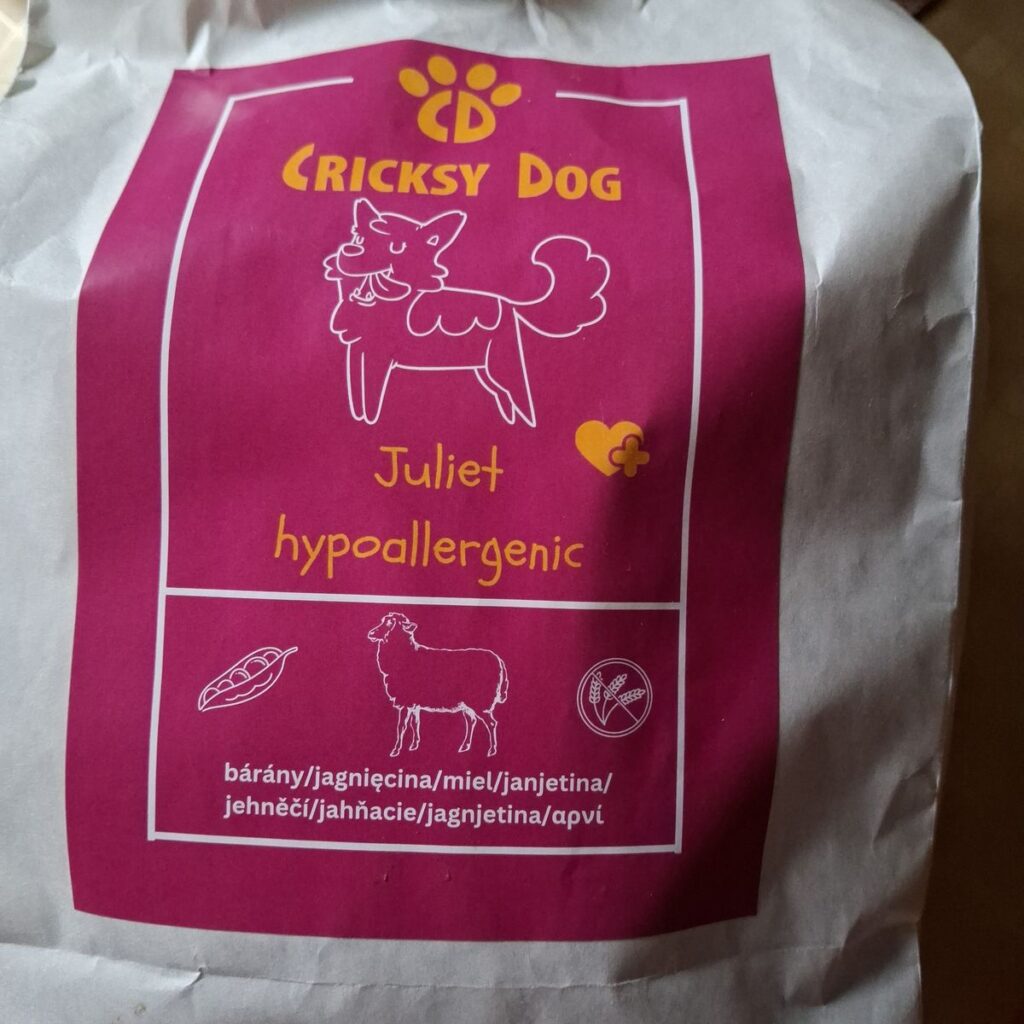 CD
CRICKSY DOG
Juliet
hypoallergenic
bárány/jagnięcina/miel/janjetina/
jehněčí/jahňacie/jagnjetina/αρνί